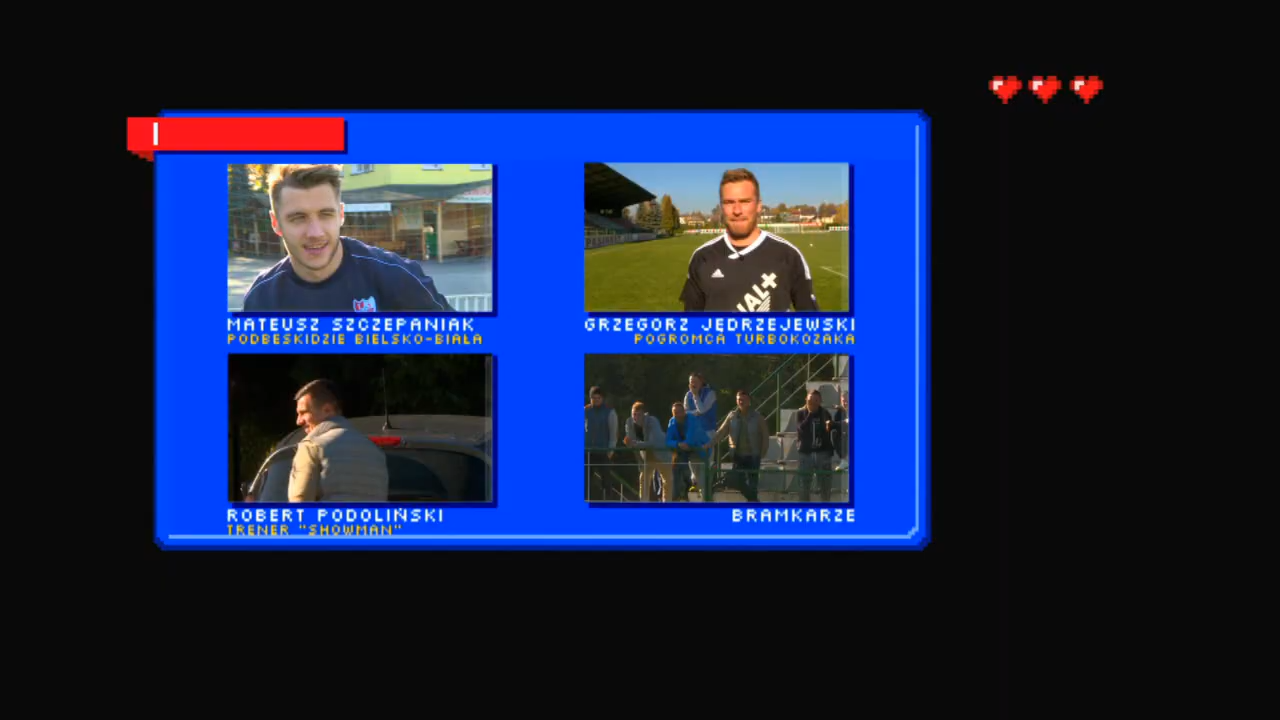 MATEUSZ SZCZEPANIAK
PODBESKIDZIE BIELSKO-BIAŁA
GRZEGORZ JĘDRZEJEWSKI
POGROMCA TURBOKOZAKA
ROBERT PODOLIŃSKI
TRENER "SHOWMAN"
BRAMKARZE